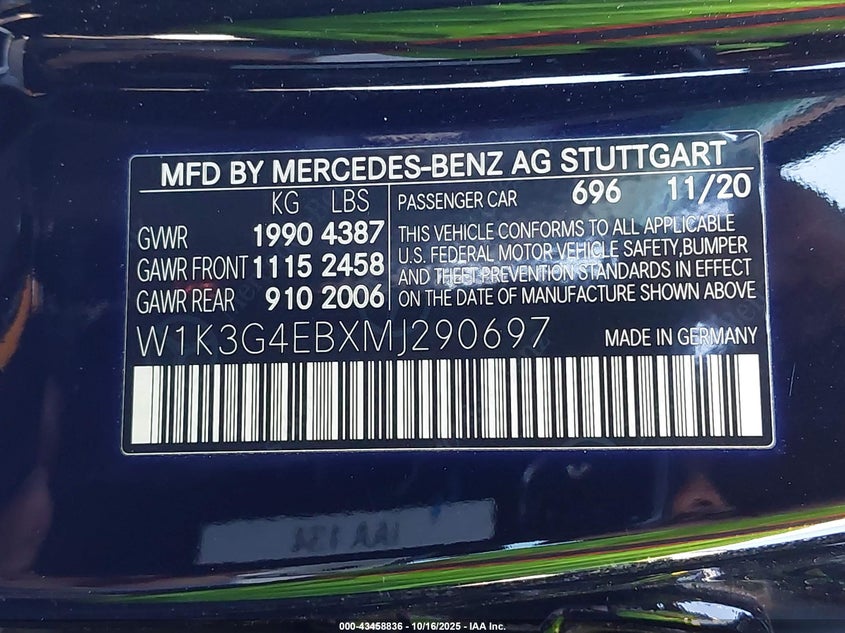 MFD BY MERCEDES-BENZ AG STUTTGART
KG LBS
GVWR 1990 4387
GAWR FRONT 1115 2458
GAWR REAR 910 2006
PASSENGER CAR 696 11/20
THIS VEHICLE CONFORMS TO ALL APPLICABLE
U.S. FEDERAL MOTOR VEHICLE SAFETY,BUMPER
AND THEFT PREVENTION STANDARDS IN EFFECT
ON THE DATE OF MANUFACTURE SHOWN ABOVE
W1K3G4EBXMJ290697 MADE IN GERMANY
000-43458836 - 10/16/2025 - IAA Inc.